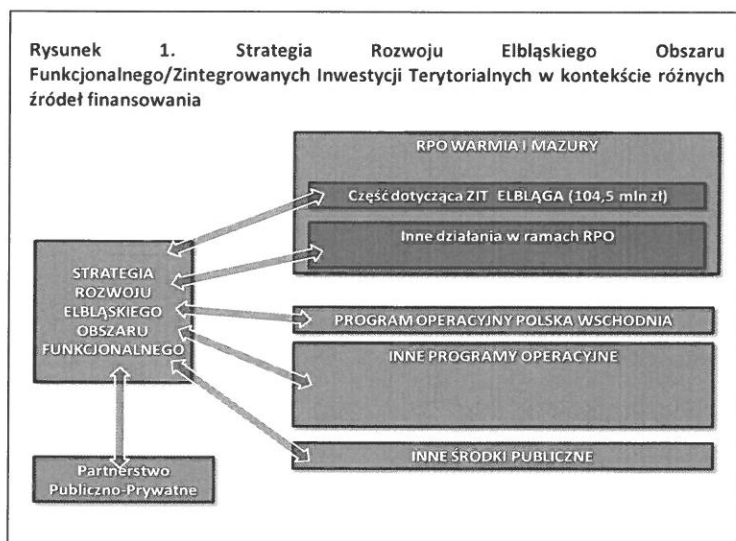 Rysunek 1. Strategia Rozwoju Elbląskiego Obszaru
Funkcjonalnego/Zintegrowanych Inwestycji Terytorialnych w kontekście różnych
źródeł finansowania
RPO WARMIA I MAZURY
Część dotycząca ZIT ELBLĄGA (104,5 mln zł)
Inne działania w ramach RPO
STRATEGIA
ROZWOJU
ELBLĄSKIEGO
OBSZARU
FUNKCJONALNEGO
PROGRAM OPERACYJNY POLSKA WSCHODNIA
INNE PROGRAMY OPERACYJNE
INNE ŚRODKI PUBLICZNE
Partnerstwo
Publiczno-Prywatne